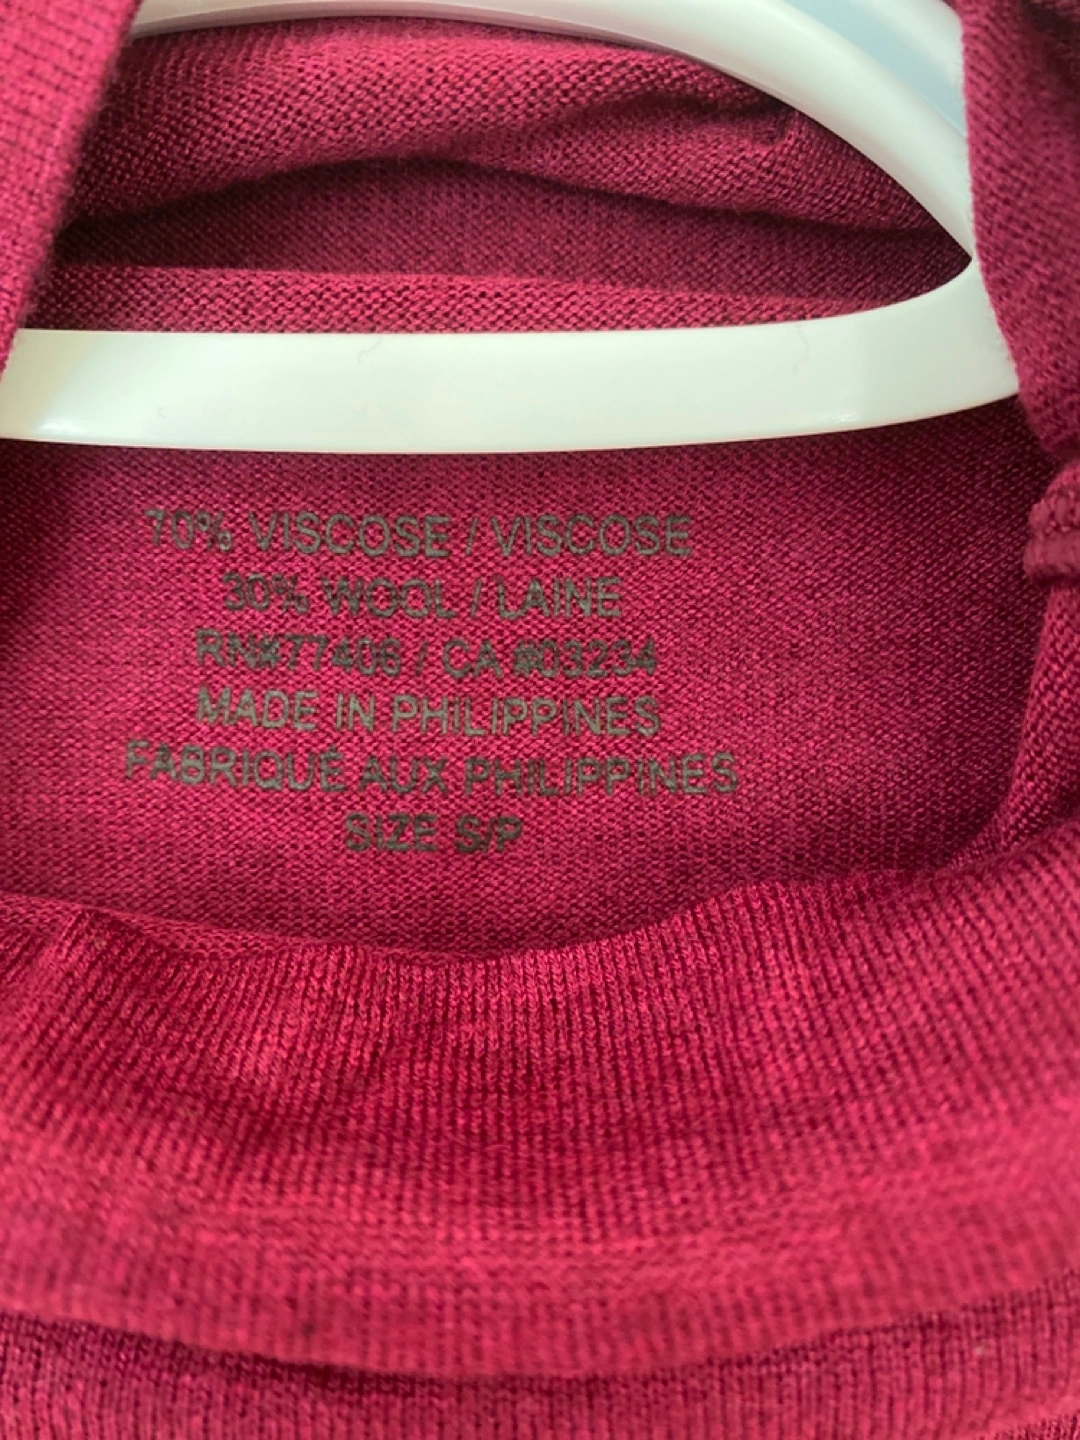 70% VISCOSE / VISCOSE
30% WOOL / LAINE
RN#77406 / CA #03234
MADE IN PHILIPPINES
FABRIQUÉ AUX PHILIPPINES
SIZE S/P